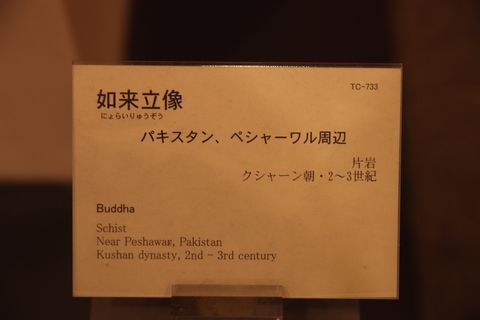 TC-733
如来立像
にょらいりゅうぞう
パキスタン、ペシャーワル周辺
片岩
クシャーン朝・2〜3世紀
Buddha
Schist
Near Peshawar, Pakistan
Kushan dynasty, 2nd – 3rd century